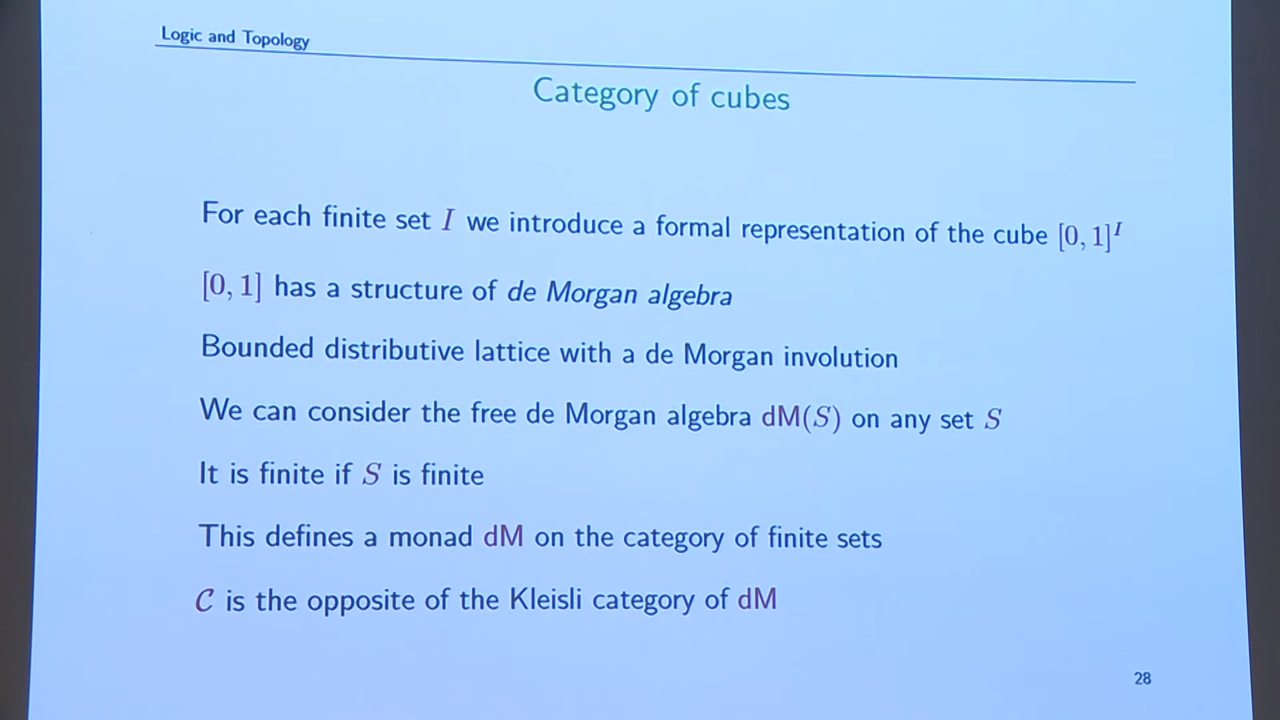 Logic and Topology
Category of cubes
For each finite set I we introduce a formal representation of the cube [0, 1]^I
[0, 1] has a structure of de Morgan algebra
Bounded distributive lattice with a de Morgan involution
We can consider the free de Morgan algebra dM(S) on any set S
It is finite if S is finite
This defines a monad dM on the category of finite sets
𝒞 is the opposite of the Kleisli category of dM
28